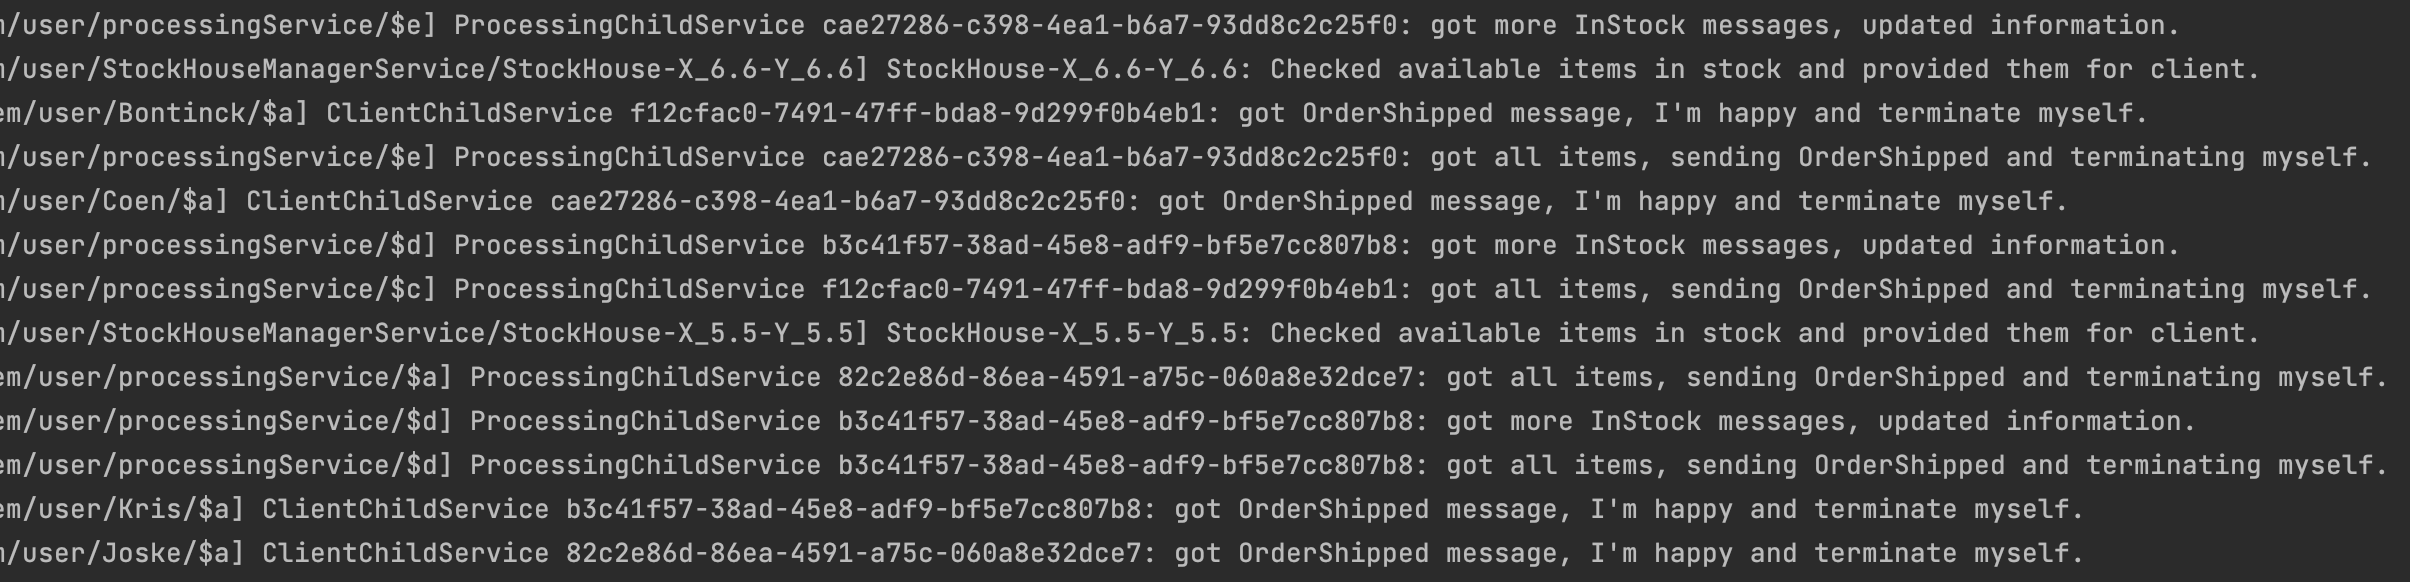 m/user/processingService/$e] ProcessingChildService cae27286-c398-4ea1-b6a7-93dd8c2c25f0: got more InStock messages, updated information.
m/user/StockHouseManagerService/StockHouse-X_6.6-Y_6.6] StockHouse-X_6.6-Y_6.6: Checked available items in stock and provided them for client.
em/user/Bontinck/$a] ClientChildService f12cfac0-7491-47ff-bda8-9d299f0b4eb1: got OrderShipped message, I'm happy and terminate myself.
m/user/processingService/$e] ProcessingChildService cae27286-c398-4ea1-b6a7-93dd8c2c25f0: got all items, sending OrderShipped and terminating myself.
m/user/Coen/$a] ClientChildService cae27286-c398-4ea1-b6a7-93dd8c2c25f0: got OrderShipped message, I'm happy and terminate myself.
m/user/processingService/$d] ProcessingChildService b3c41f57-38ad-45e8-adf9-bf5e7cc807b8: got more InStock messages, updated information.
m/user/processingService/$c] ProcessingChildService f12cfac0-7491-47ff-bda8-9d299f0b4eb1: got all items, sending OrderShipped and terminating myself.
m/user/StockHouseManagerService/StockHouse-X_5.5-Y_5.5] StockHouse-X_5.5-Y_5.5: Checked available items in stock and provided them for client.
em/user/processingService/$a] ProcessingChildService 82c2e86d-86ea-4591-a75c-060a8e32dce7: got all items, sending OrderShipped and terminating myself.
em/user/processingService/$d] ProcessingChildService b3c41f57-38ad-45e8-adf9-bf5e7cc807b8: got more InStock messages, updated information.
em/user/processingService/$d] ProcessingChildService b3c41f57-38ad-45e8-adf9-bf5e7cc807b8: got all items, sending OrderShipped and terminating myself.
em/user/Kris/$a] ClientChildService b3c41f57-38ad-45e8-adf9-bf5e7cc807b8: got OrderShipped message, I'm happy and terminate myself.
m/user/Joske/$a] ClientChildService 82c2e86d-86ea-4591-a75c-060a8e32dce7: got OrderShipped message, I'm happy and terminate myself.